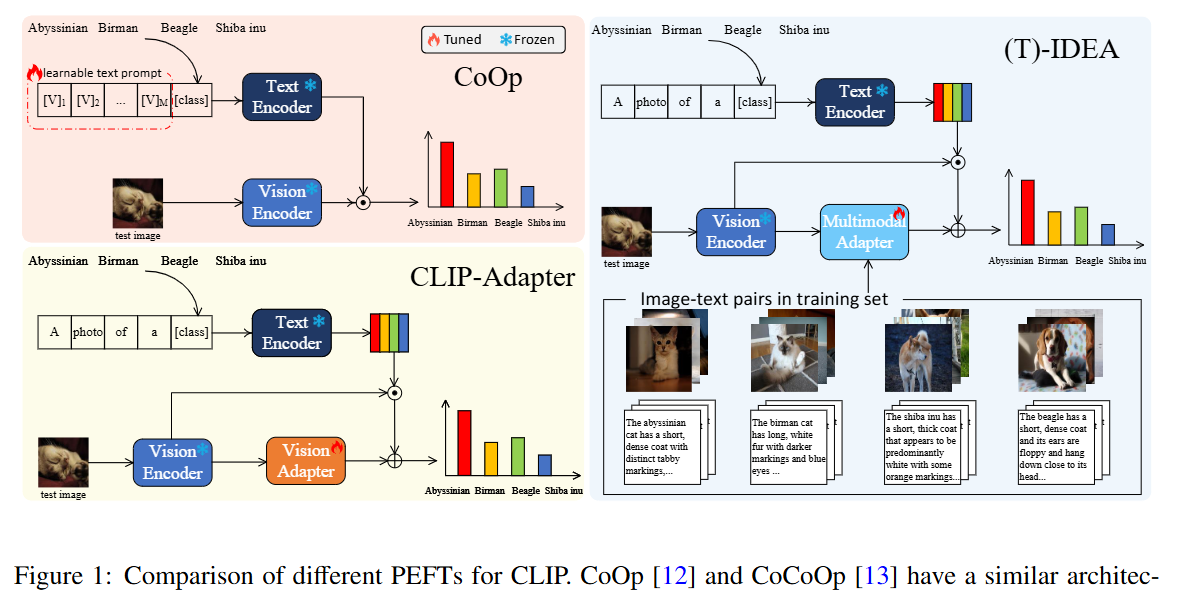 Abyssinian Birman Beagle Shiba inu
Tuned Frozen
CoOp
learnable text prompt
[V]1 [V]2 ... [V]M [class]
Text
Encoder
Vision
Encoder
test image
Abyssinian Birman Beagle Shiba inu
Abyssinian Birman Beagle Shiba inu
CLIP-Adapter
A photo of a [class]
Text
Encoder
Vision
Encoder
Vision
Adapter
test image
Abyssinian Birman Beagle Shiba inu
Abyssinian Birman Beagle Shiba inu
(T)-IDEA
A photo of a [class]
Text
Encoder
Vision
Encoder
Multimodal
Adapter
test image
Abyssinian Birman Beagle Shiba inu
Image-text pairs in training set
The abyssinian
cat has a short,
dense coat with
distinct tabby
markings,...
The birman cat
has long, white
fur with darker
markings and blue
eyes ...
The shiba inu has
a short, thick coat
that appears to be
predominantly
white with some
orange markings...
The beagle has a
short, dense coat
and its ears are
floppy and hang
down close to its
head...
Figure 1: Comparison of different PEFTs for CLIP. CoOp [12] and CoCoOp [13] have a similar architec-